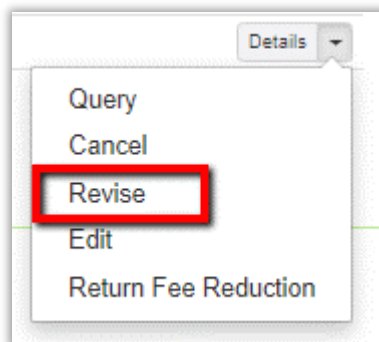 Details
Query
Cancel
Revise
Edit
Return Fee Reduction